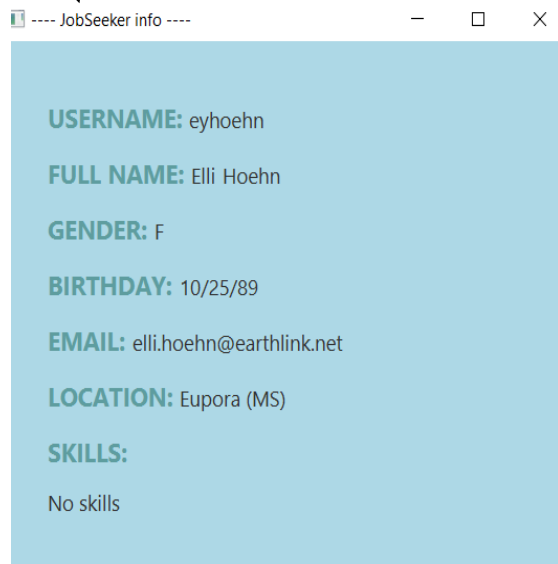 ---- JobSeeker info ----
USERNAME: eyhoehn
FULL NAME: Elli Hoehn
GENDER: F
BIRTHDAY: 10/25/89
EMAIL: elli.hoehn@earthlink.net
LOCATION: Eupora (MS)
SKILLS:
No skills